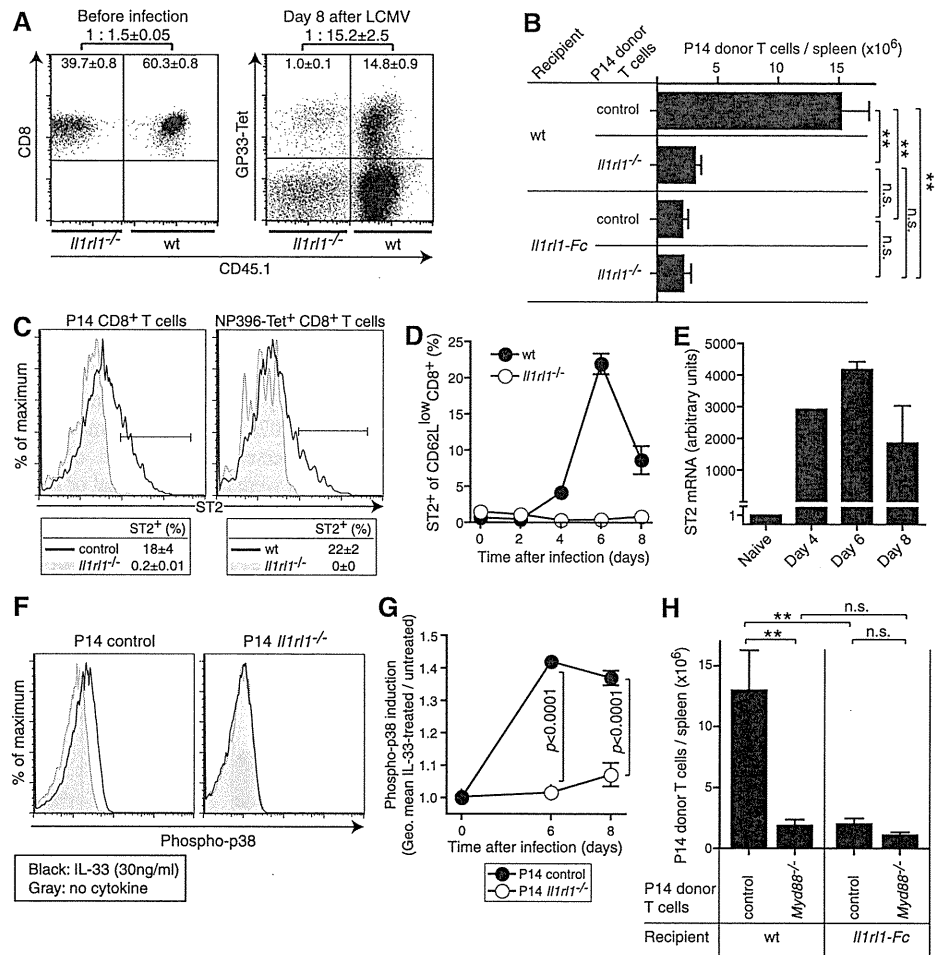 A
Before infection
1 : 1.5±0.05
39.7±0.8
60.3±0.8
CD8
Il1rl1-/-
wt
Day 8 after LCMV
1 : 15.2±2.5
1.0±0.1
14.8±0.9
GP33-Tet
Il1rl1-/-
wt
CD45.1
B
Recipient
P14 donor
T cells
P14 donor T cells / spleen (x10⁶)
5
10
15
wt
control
Il1rl1-/-
Il1rl1-Fc
control
Il1rl1-/-
**
n.s.
n.s.
**
n.s.
**
C
P14 CD8+ T cells
NP396-Tet+ CD8+ T cells
% of maximum
ST2
ST2+ (%)
control 18±4
Il1rl1-/- 0.2±0.01
ST2+ (%)
wt 22±2
Il1rl1-/- 0±0
D
ST2+ of CD62LlowCD8+ (%)
25
20
15
10
5
0
wt
Il1rl1-/-
0 2 4 6 8
Time after infection (days)
E
ST2 mRNA (arbitrary units)
5000
4000
3000
2000
1000
1
Naive
Day 4
Day 6
Day 8
F
P14 control
P14 Il1rl1-/-
% of maximum
Phospho-p38
Black: IL-33 (30ng/ml)
Gray: no cytokine
G
Phospho-p38 induction
(Geo. mean IL-33-treated / untreated)
1.5
1.4
1.3
1.2
1.1
1.0
p<0.0001
p<0.0001
0 6 8
Time after infection (days)
P14 control
P14 Il1rl1-/-
H
n.s.
**
**
n.s.
P14 donor T cells / spleen (x10⁶)
15
10
5
0
P14 donor
T cells
control
Myd88-/-
control
Myd88-/-
Recipient
wt
Il1rl1-Fc